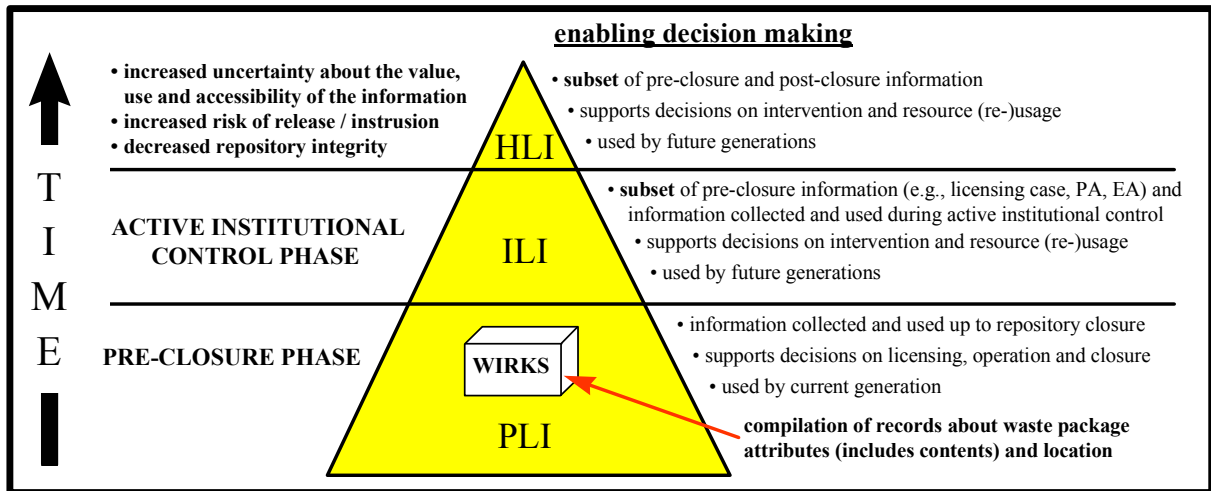 enabling decision making
• increased uncertainty about the value,
use and accessibility of the information
• increased risk of release / instrusion
• decreased repository integrity
• subset of pre-closure and post-closure information
• supports decisions on intervention and resource (re-)usage
• used by future generations
HLI
T
I
M
E
ACTIVE INSTITUTIONAL
CONTROL PHASE
ILI
• subset of pre-closure information (e.g., licensing case, PA, EA) and
information collected and used during active institutional control
• supports decisions on intervention and resource (re-)usage
• used by future generations
PRE-CLOSURE PHASE
WIRKS
PLI
• information collected and used up to repository closure
• supports decisions on licensing, operation and closure
• used by current generation
compilation of records about waste package
attributes (includes contents) and location